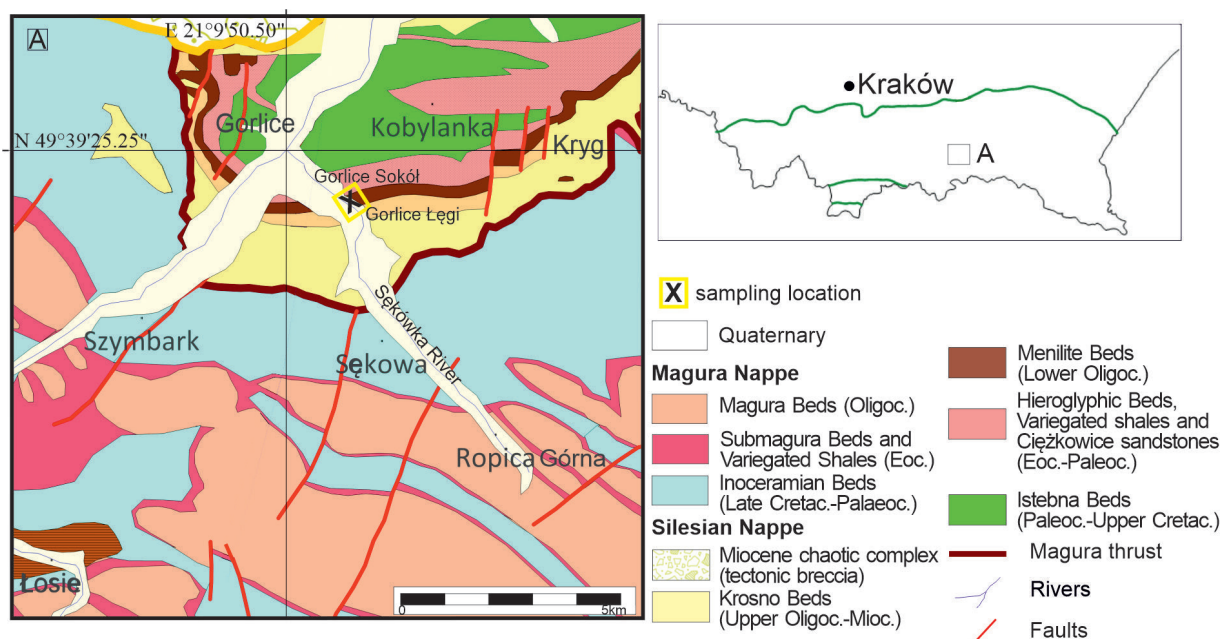 A
E 21°9'50.50"
Gorlice
Kobylanka
N 49°39'25.25"
Kryg
Gorlice Sokół
X
Gorlice Łęgi
Sękówka River
Szymbark
Sękowa
Ropica Górna
Łosie
0
5km
Kraków
A
X sampling location
Quaternary
Magura Nappe
Magura Beds (Oligoc.)
Submagura Beds and
Variegated Shales (Eoc.)
Inoceramian Beds
(Late Cretac.-Palaeoc.)
Silesian Nappe
Miocene chaotic complex
(tectonic breccia)
Krosno Beds
(Upper Oligoc.-Mioc.)
Menilite Beds
(Lower Oligoc.)
Hieroglyphic Beds,
Variegated shales and
Ciężkowice sandstones
(Eoc.-Paleoc.)
Istebna Beds
(Paleoc.-Upper Cretac.)
Magura thrust
Rivers
Faults